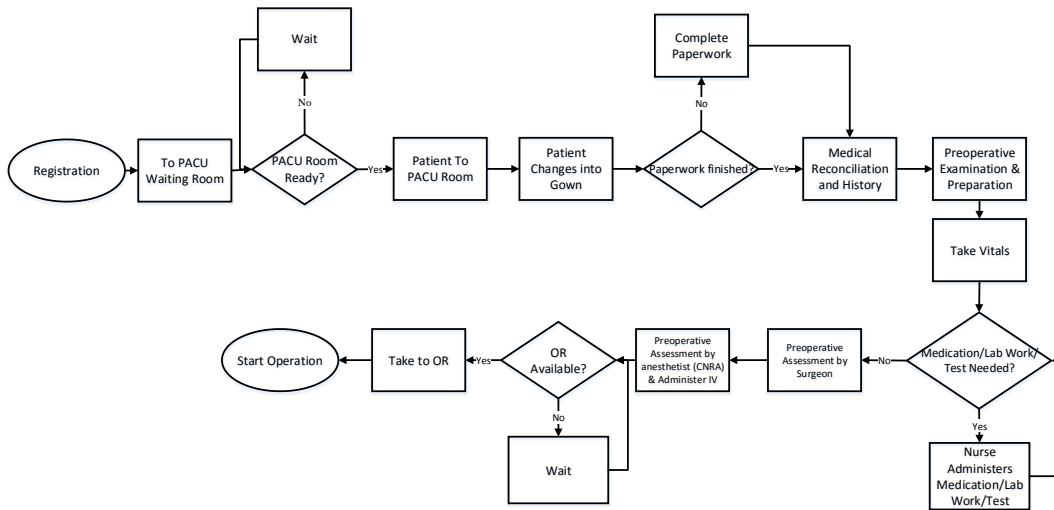 Wait
Complete
Paperwork
No
No
Registration
To PACU
Waiting Room
PACU Room
Ready?
Yes
Patient To
PACU Room
Patient
Changes into
Gown
Paperwork finished?
Yes
Medical
Reconciliation
and History
Preoperative
Examination &
Preparation
Take Vitals
Start Operation
Take to OR
Yes
OR
Available?
Preoperative
Assessment by
anesthetist (CNRA)
& Administer IV
Preoperative
Assessment by
Surgeon
No
Medication/Lab Work/
Test Needed?
No
Yes
Wait
Nurse
Administers
Medication/Lab
Work/Test